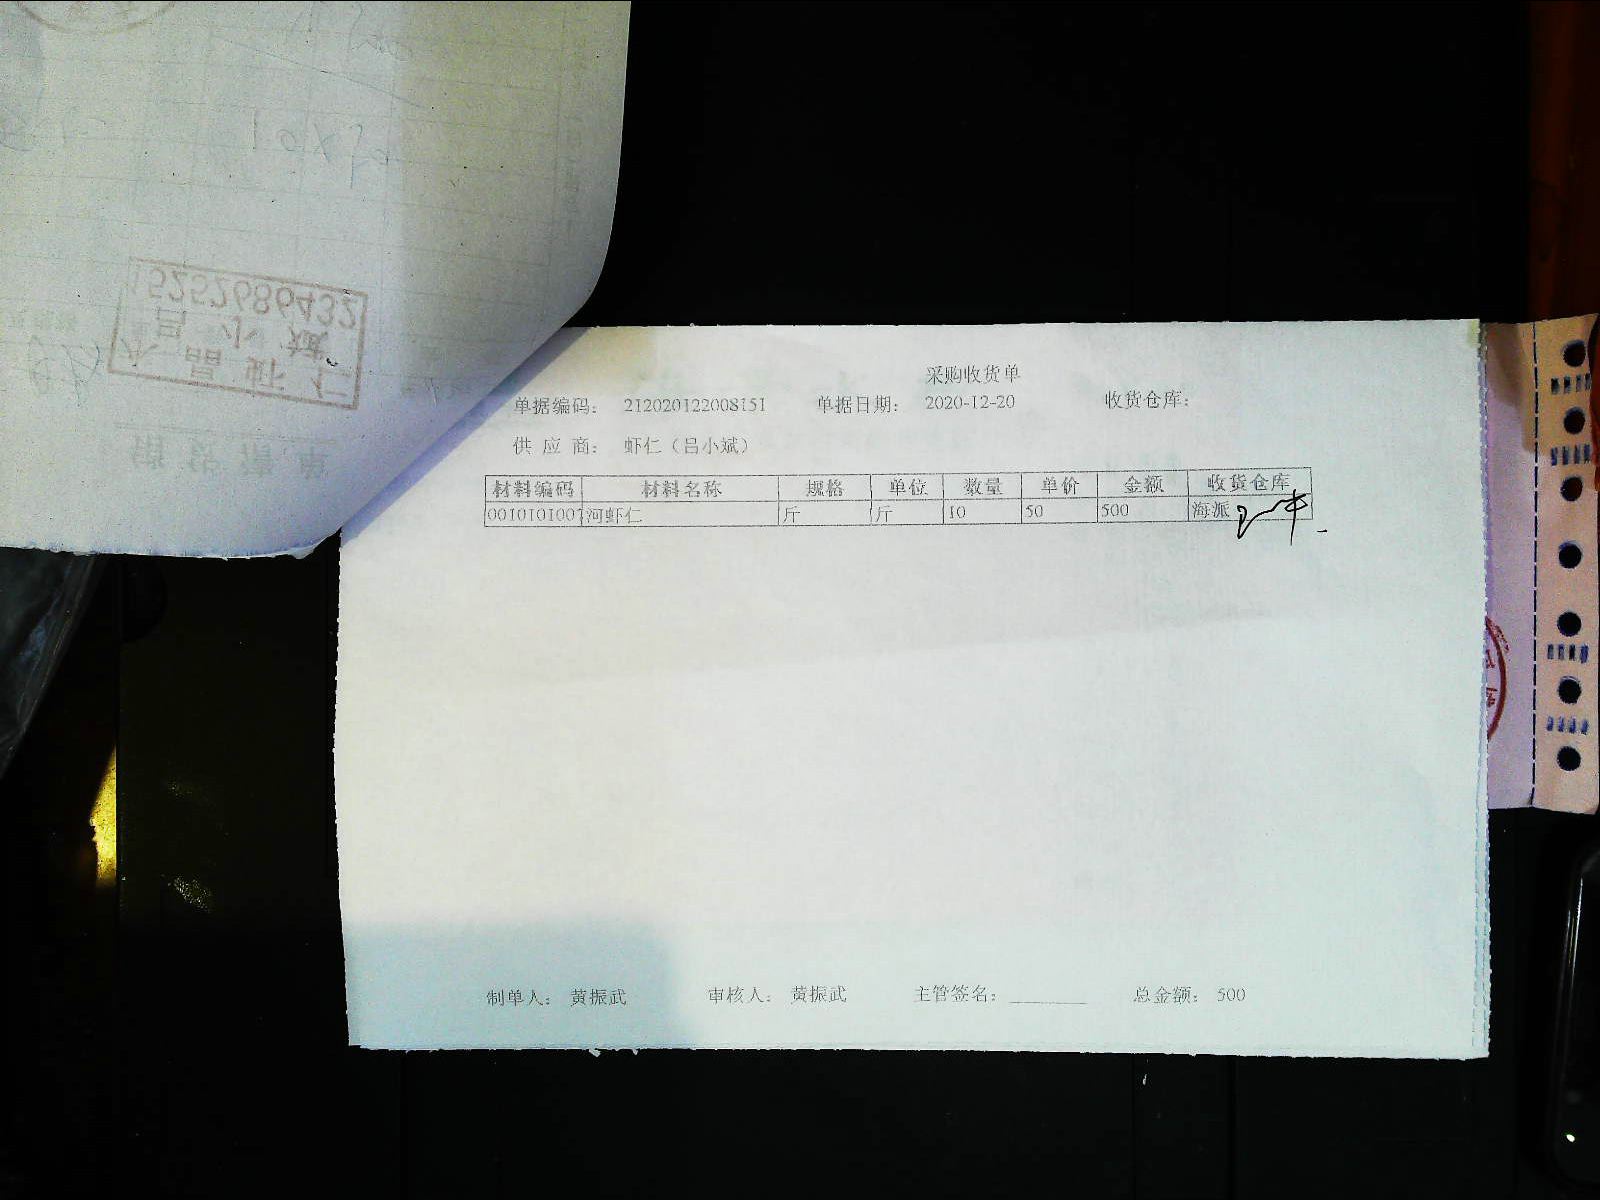 采购收货单
单据编码： 212020122008151 单据日期： 2020-12-20 收货仓库：
供 应 商： 虾仁（吕小斌）
材料编码 材料名称 规格 单位 数量 单价 金额 收货仓库
0010101007 河虾仁 斤 斤 10 50 500 海派
制单人： 黄振武 审核人： 黄振武 主管签名： 总金额： 500
15252686432
吕小斌